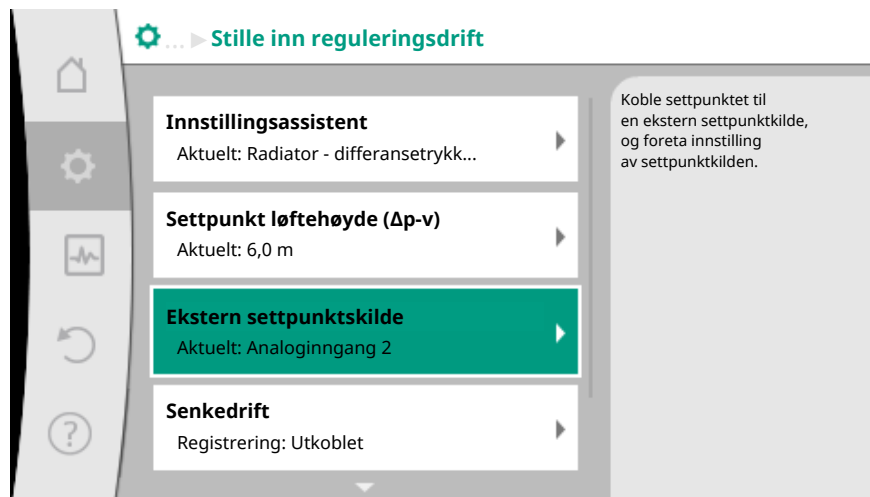 ... ▶ Stille inn reguleringsdrift
Innstillingsassistent
Aktuelt: Radiator - differansetrykk...
Settpunkt løftehøyde (Δp-v)
Aktuelt: 6,0 m
Ekstern settpunktskilde
Aktuelt: Analoginngang 2
Senkedrift
Registrering: Utkoblet
Koble settpunktet til
en ekstern settpunktkilde,
og foreta innstilling
av settpunktkilden.